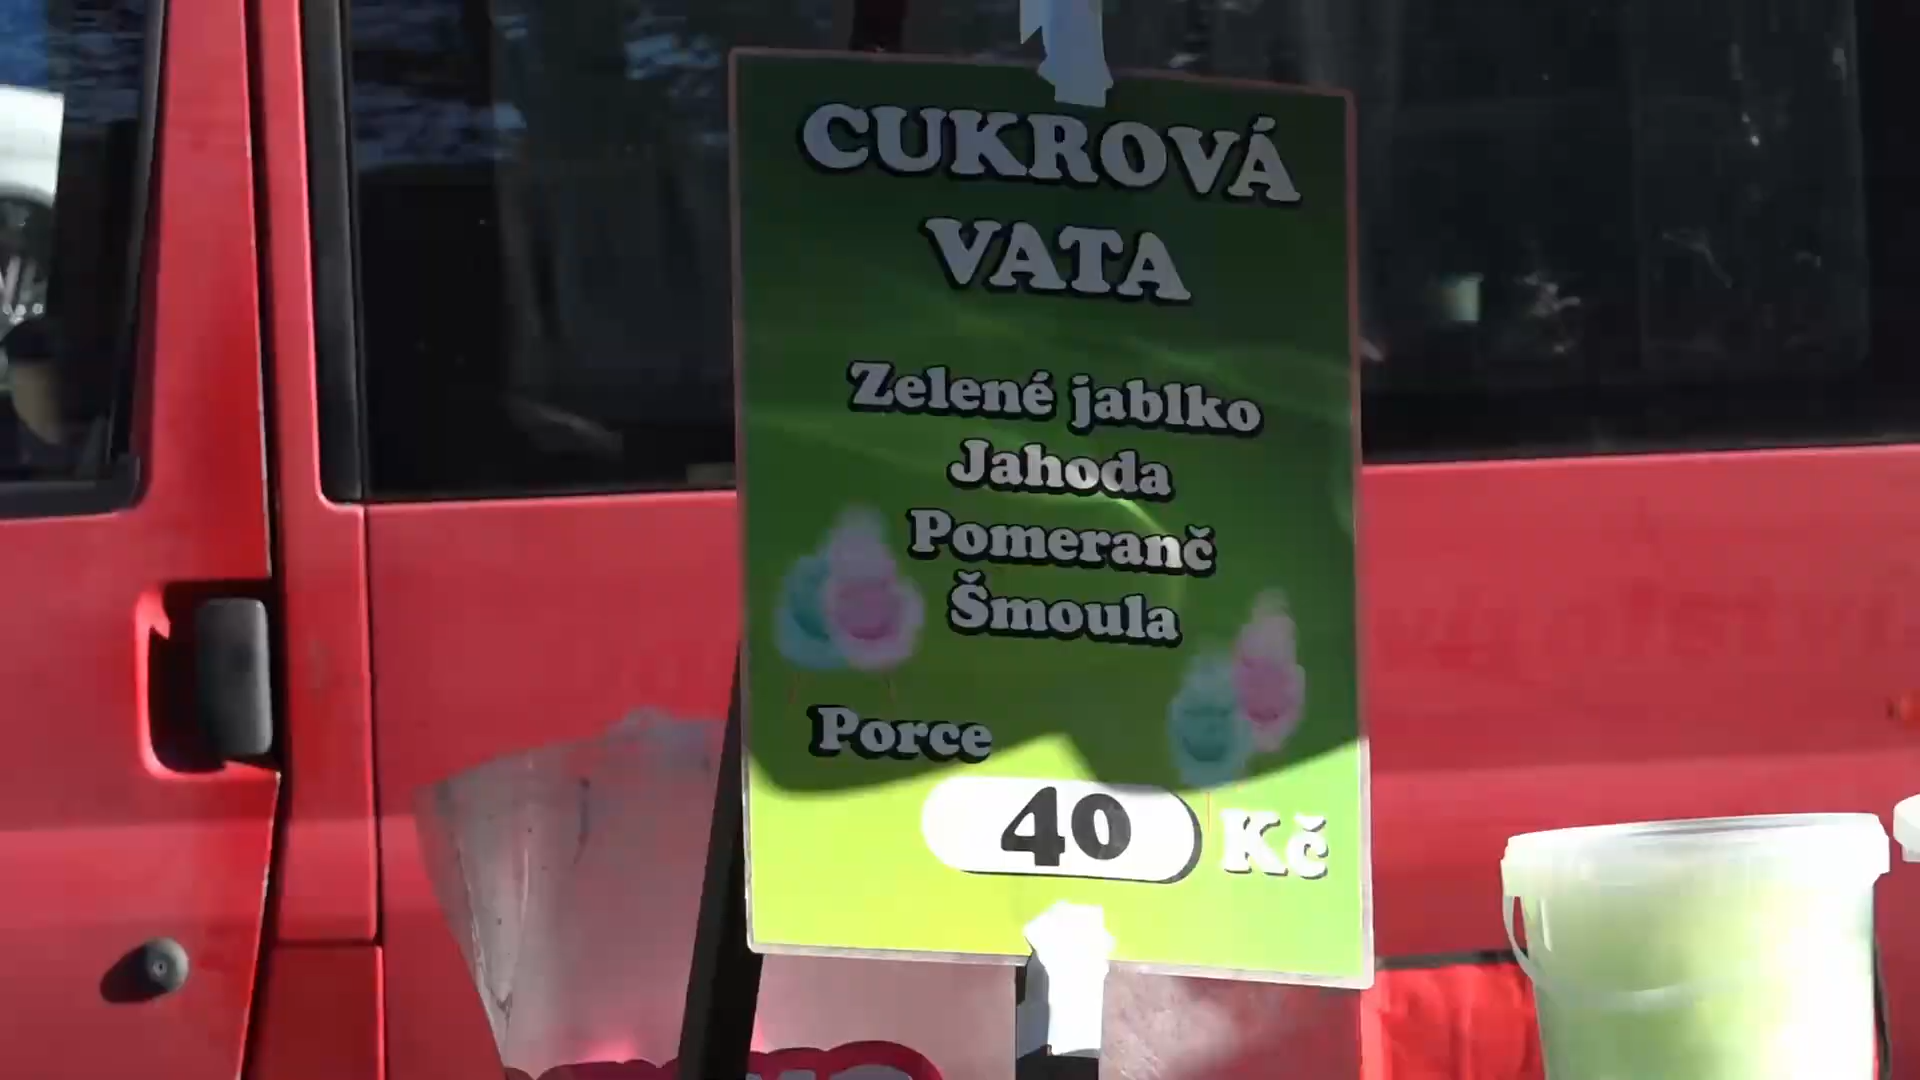 CUKROVÁ
VATA
Zelené jablko
Jahoda
Pomeranč
Šmoula
Porce
40 Kč